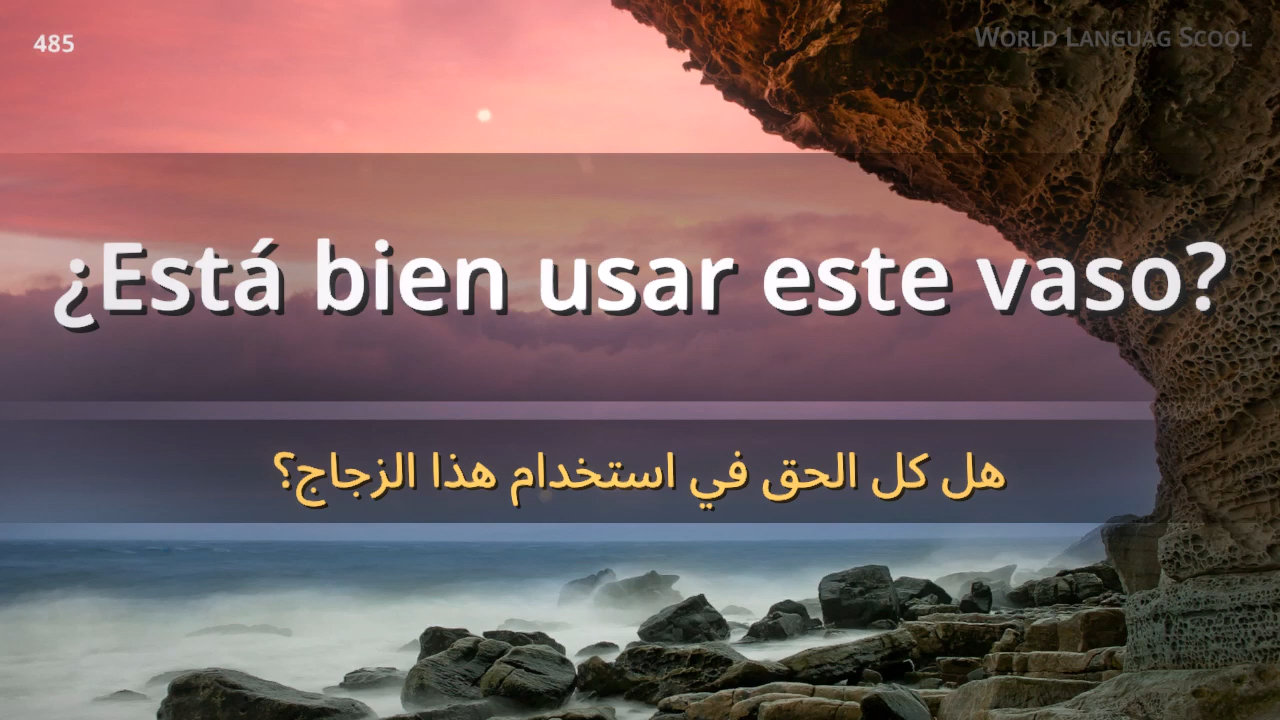 485
World Languag Scool
¿Está bien usar este vaso?
هل كل الحق في استخدام هذا الزجاج؟